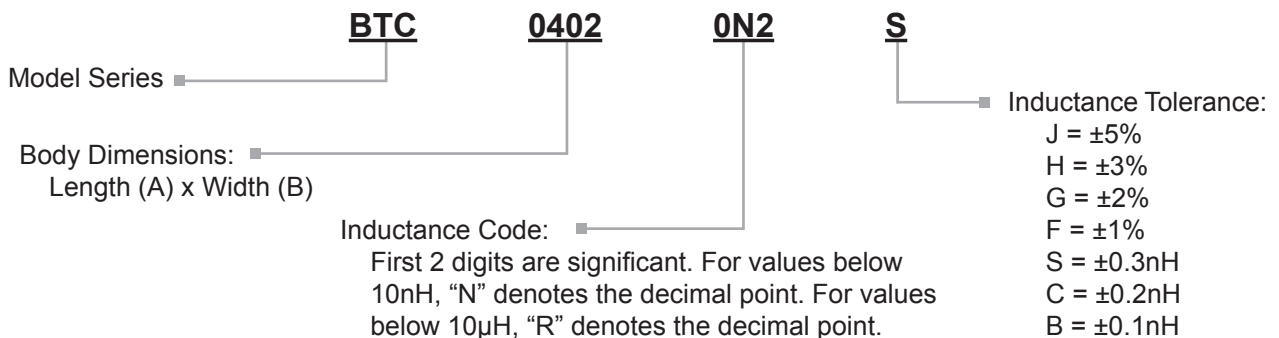 BTC 0402 0N2 S
Model Series
Body Dimensions:
Length (A) x Width (B)
Inductance Code:
First 2 digits are significant. For values below
10nH, “N” denotes the decimal point. For values
below 10µH, “R” denotes the decimal point.
Inductance Tolerance:
J = ±5%
H = ±3%
G = ±2%
F = ±1%
S = ±0.3nH
C = ±0.2nH
B = ±0.1nH